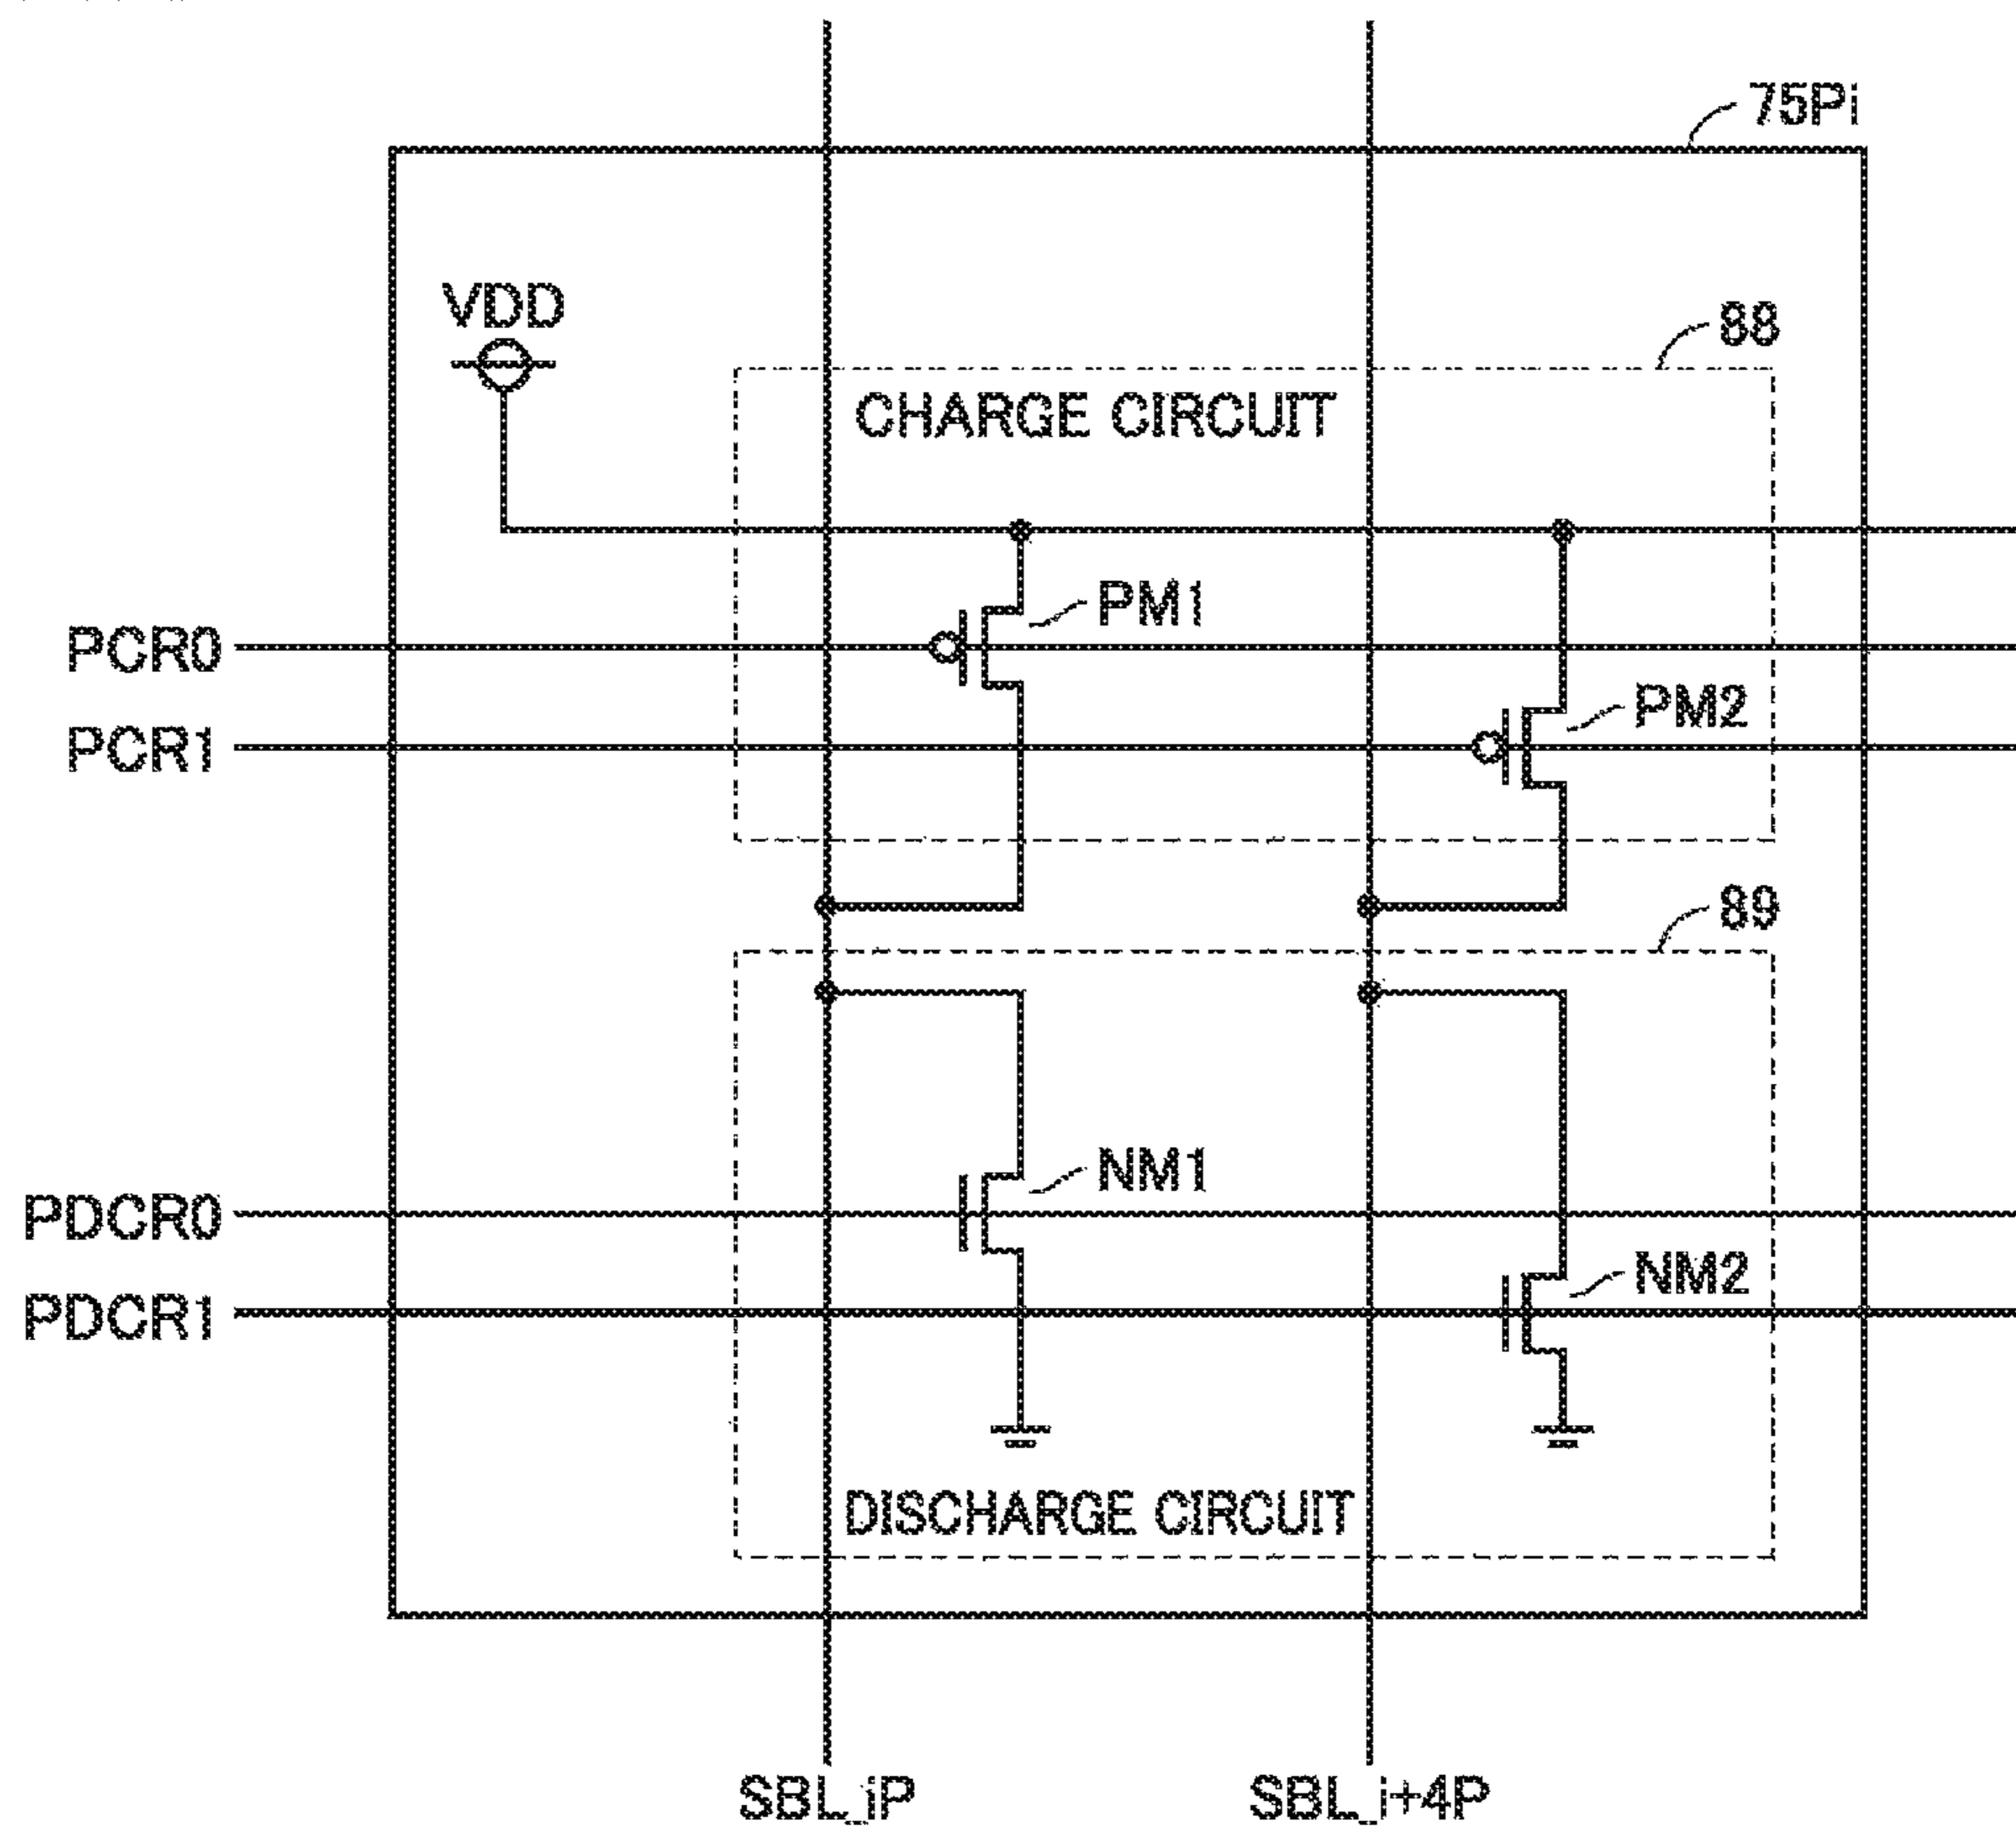 75Pi
VDD
88
CHARGE CIRCUIT
PM1
PCR0
PM2
PCR1
89
NM1
PDCR0
NM2
PDCR1
DISCHARGE CIRCUIT
SBL_iP
SBL_i+4P